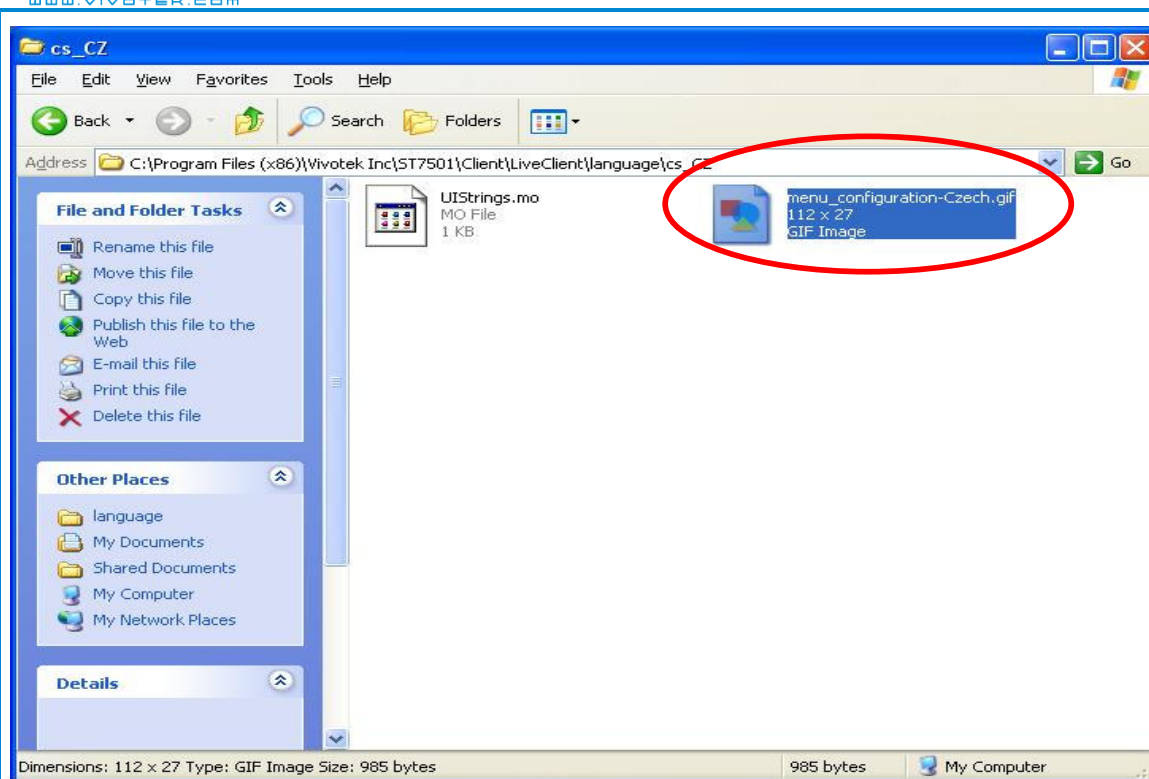 www.vivotek.com
cs_CZ
File Edit View Favorites Tools Help
Back Search Folders
Address C:\Program Files (x86)\Vivotek Inc\ST7501\Client\LiveClient\language\cs_CZ Go
File and Folder Tasks
Rename this file
Move this file
Copy this file
Publish this file to the
Web
E-mail this file
Print this file
Delete this file
Other Places
language
My Documents
Shared Documents
My Computer
My Network Places
Details
UIStrings.mo
MO File
1 KB
menu_configuration-Czech.gif
112 x 27
GIF Image
Dimensions: 112 x 27 Type: GIF Image Size: 985 bytes 985 bytes My Computer